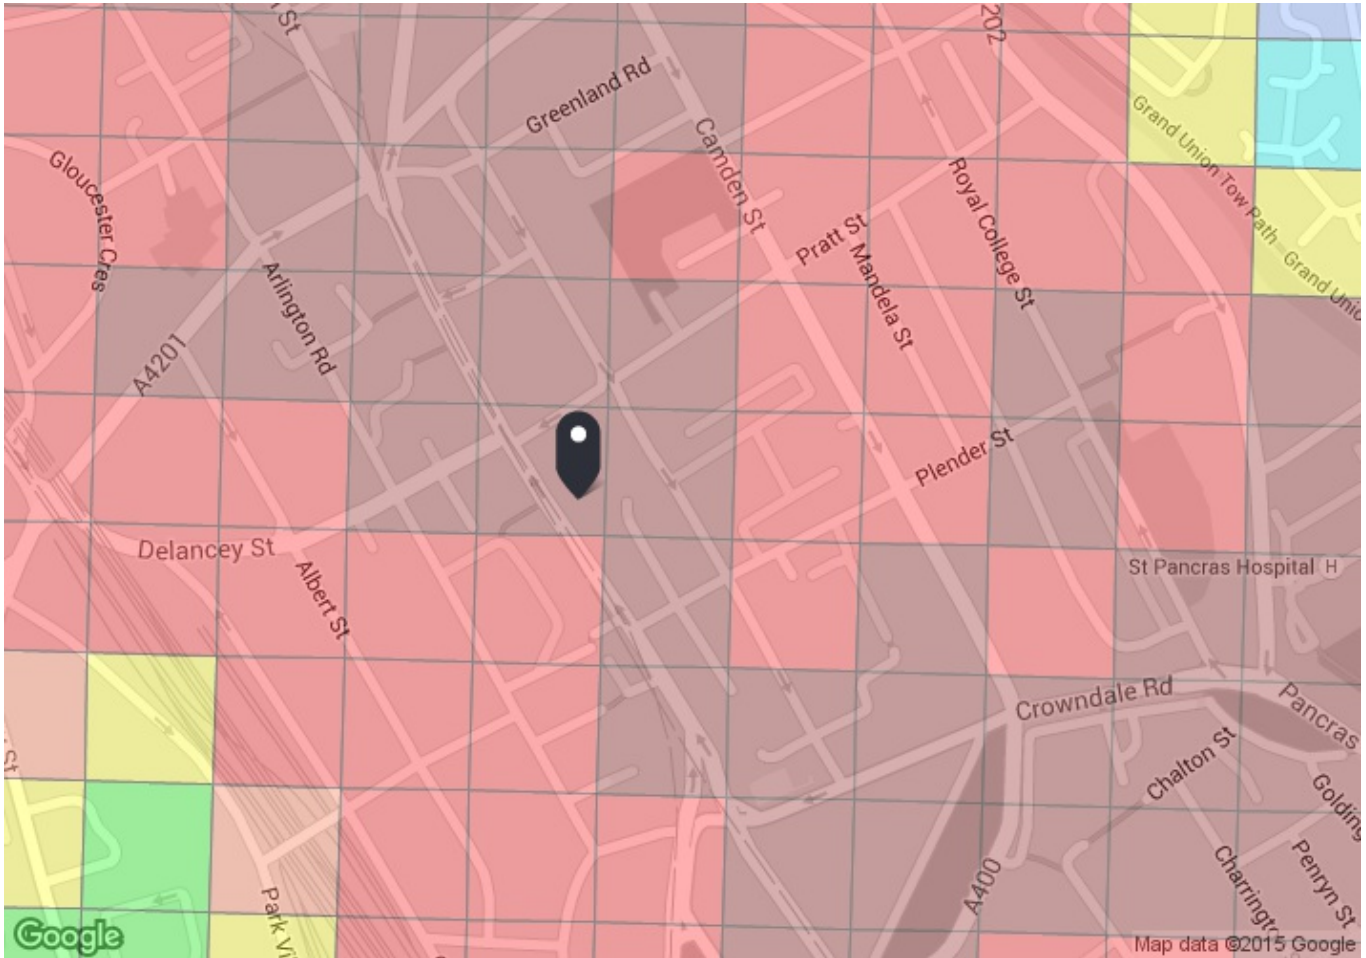 St
202
Greenland Rd
Camden St
Grand Union Tow Path - Grand Unio
Gloucester Cres
Royal College St
Pratt St
Mandela St
Arlington Rd
A4201
Plender St
Delancey St
St Pancras Hospital H
Albert St
Crowndale Rd
Pancras
St
Chalton St
Golding
Penryn St
Charringto
A400
Park Vi
Google
Map data ©2015 Google